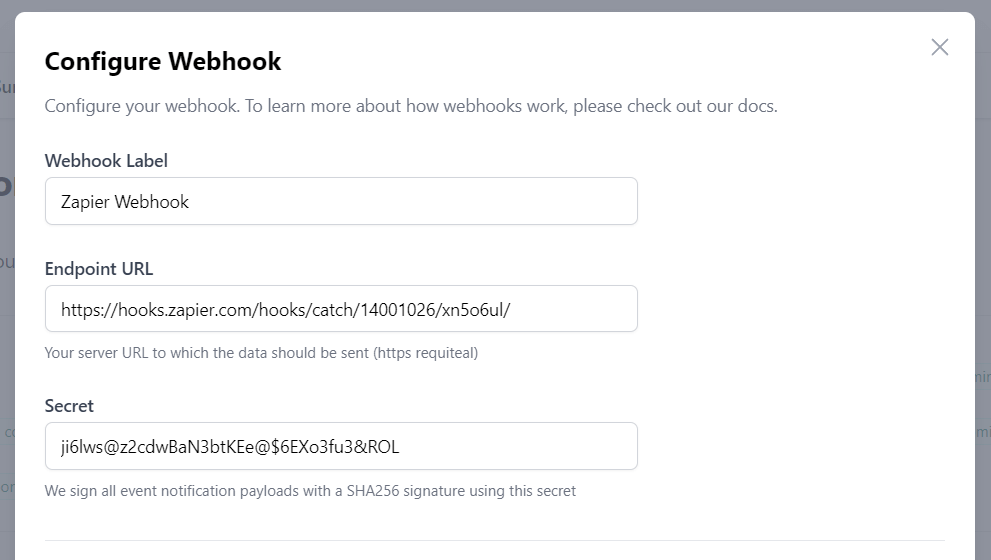 Configure Webhook
Configure your webhook. To learn more about how webhooks work, please check out our docs.
Webhook Label
Zapier Webhook
Endpoint URL
https://hooks.zapier.com/hooks/catch/14001026/xn5o6ul/
Your server URL to which the data should be sent (https requiteal)
Secret
ji6lws@z2cdwBaN3btKEe@$6EXo3fu3&ROL
We sign all event notification payloads with a SHA256 signature using this secret